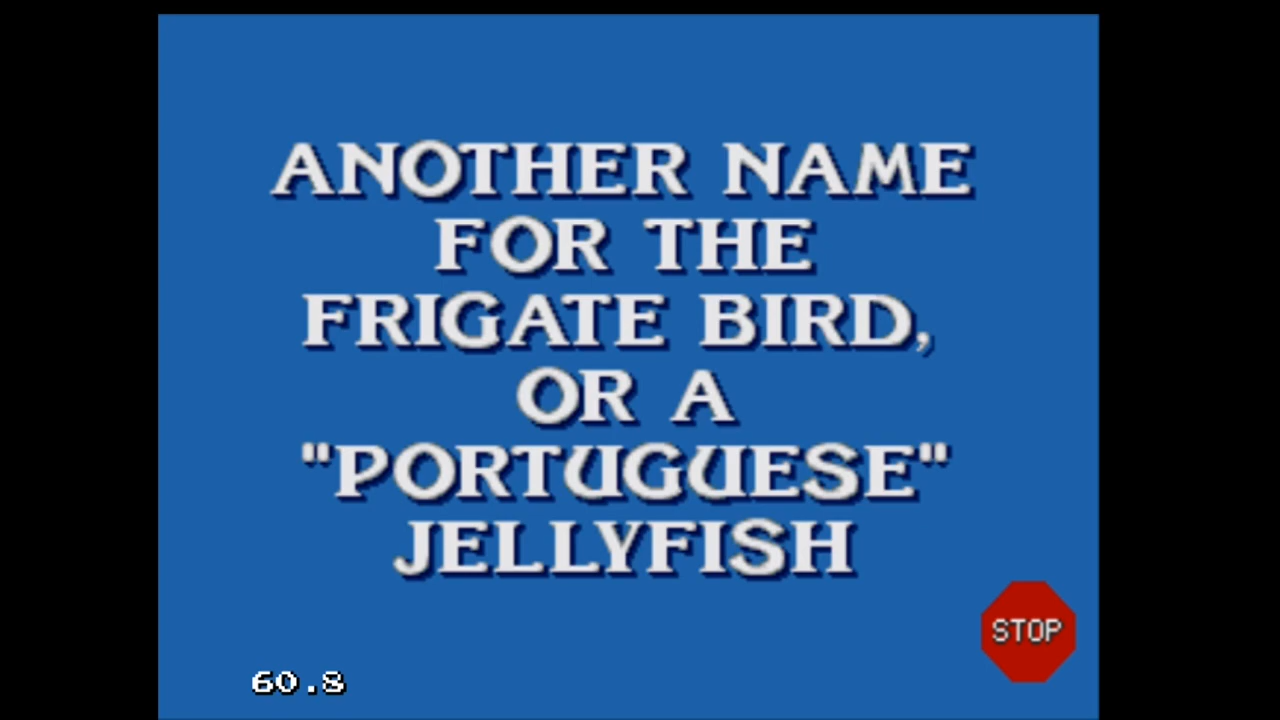 ANOTHER NAME
FOR THE
FRIGATE BIRD,
OR A
"PORTUGUESE"
JELLYFISH
STOP
60.8